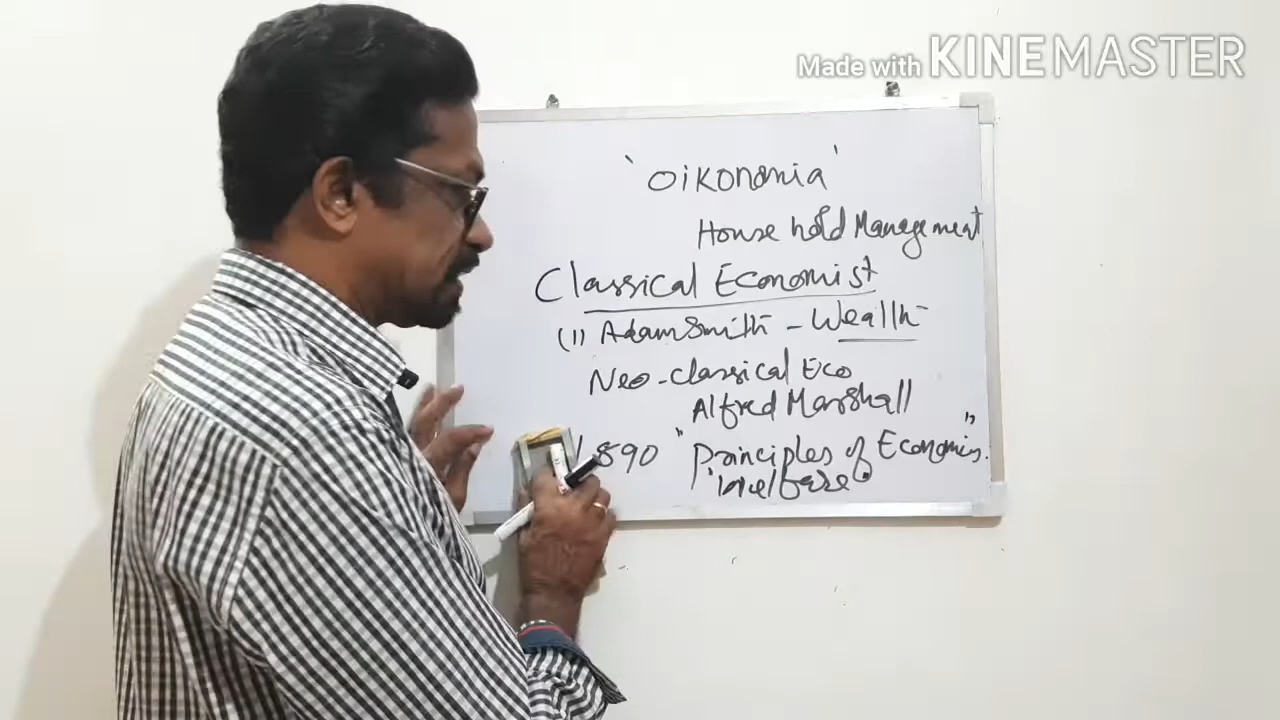 Made with KINEMASTER
'Oikonomia'
House hold Management
Classical Economist
(1) Adam Smith - Wealth
Neo-classical Eco
Alfred Marshall
1890 "Principles of Economics."
'Welfare'